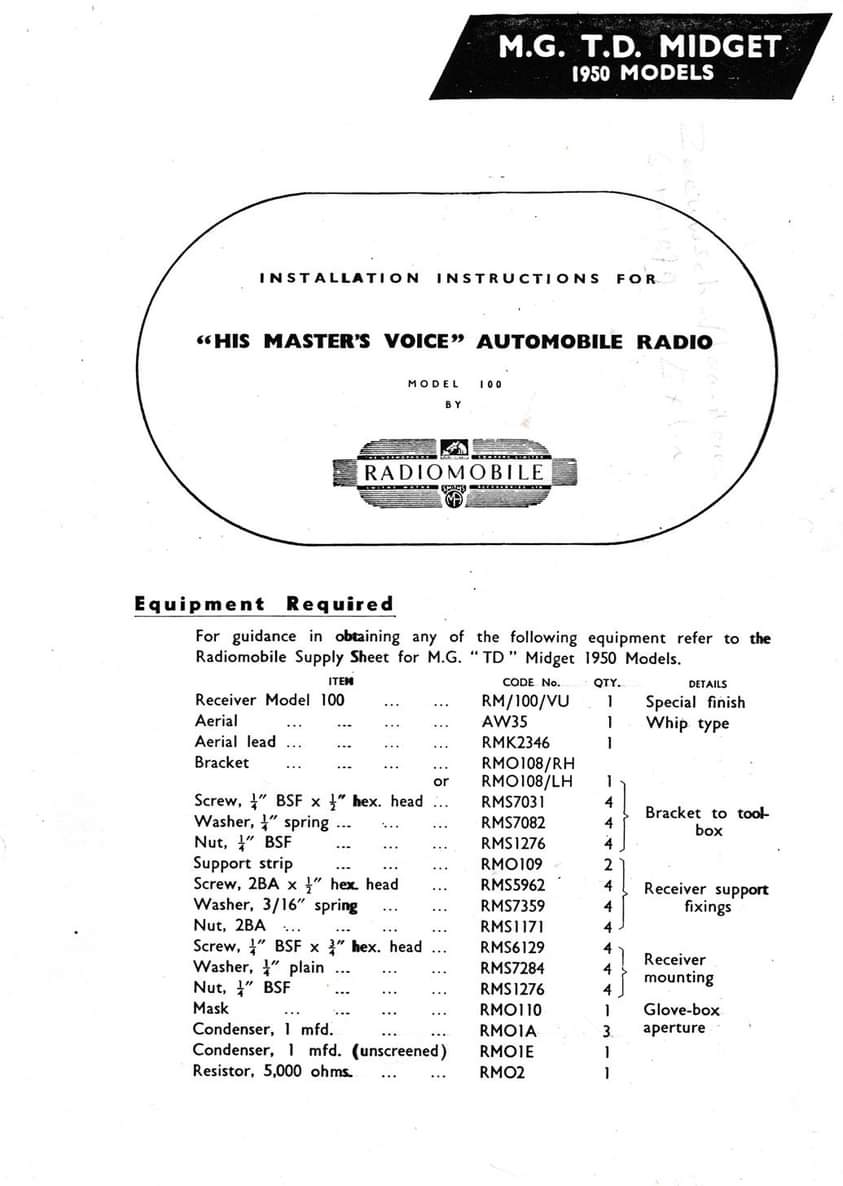 M.G. T.D. MIDGET
1950 MODELS
INSTALLATION INSTRUCTIONS FOR
“HIS MASTER'S VOICE” AUTOMOBILE RADIO
MODEL 100
BY
RADIOMOBILE
Equipment Required
For guidance in obtaining any of the following equipment refer to the
Radiomobile Supply Sheet for M.G. “TD” Midget 1950 Models.
ITEM CODE No. QTY. DETAILS
Receiver Model 100 ... ... RM/100/VU 1 Special finish
Aerial ... ... ... ... AW35 1 Whip type
Aerial lead ... ... ... ... RMK2346 1
Bracket ... ... ... ... RMO108/RH
or RMO108/LH 1
Screw, ¼″ BSF x ½″ hex. head ... RMS7031 4
Washer, ¼″ spring ... ... ... RMS7082 4
Nut, ¼″ BSF ... ... ... RMS1276 4
Bracket to tool-
box
Support strip ... ... ... RMO109 2
Screw, 2BA x ½″ hex. head ... RMS5962 4
Washer, 3/16″ spring ... ... RMS7359 4
Nut, 2BA ... ... ... ... RMS1171 4
Receiver support
fixings
Screw, ¼″ BSF x ¾″ hex. head ... RMS6129 4
Washer, ¼″ plain ... ... ... RMS7284 4
Nut, ¼″ BSF ... ... ... RMS1276 4
Receiver
mounting
Mask ... ... ... ... RMO110 1 Glove-box
aperture
Condenser, 1 mfd. ... ... RMO1A 3
Condenser, 1 mfd. (unscreened) RMO1E 1
Resistor, 5,000 ohms. ... ... RMO2 1